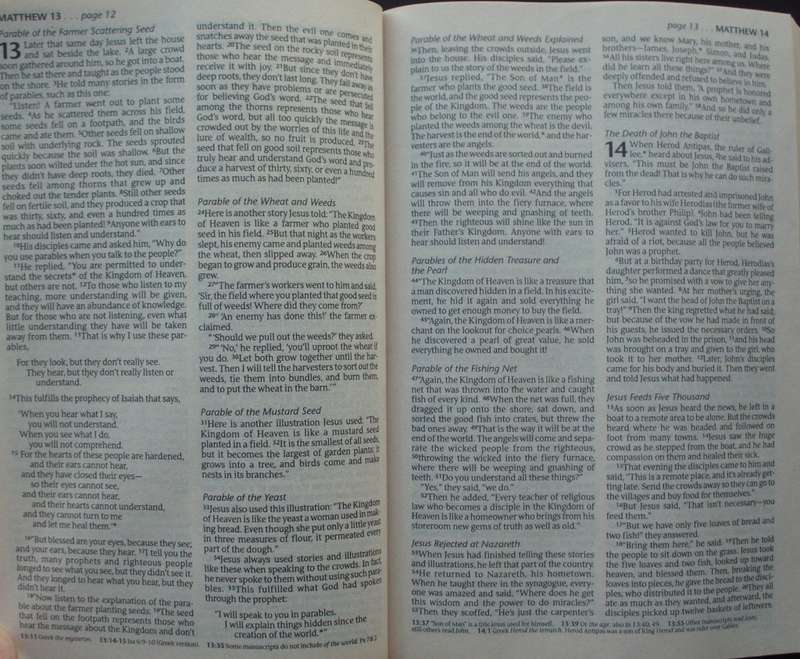 MATTHEW 13 . . . page 12
Parable of the Farmer Scattering Seed
13 Later that same day Jesus left the house
and sat beside the lake. 2A large crowd
soon gathered around him, so he got into a boat.
Then he sat there and taught as the people stood
on the shore. 3He told many stories in the form
of parables, such as this one:
"Listen! A farmer went out to plant some
seeds. 4As he scattered them across his field,
some seeds fell on a footpath, and the birds
came and ate them. 5Other seeds fell on shallow
soil with underlying rock. The seeds sprouted
quickly because the soil was shallow. 6But the
plants soon wilted under the hot sun, and since
they didn't have deep roots, they died. 7Other
seeds fell among thorns that grew up and
choked out the tender plants. 8Still other seeds
fell on fertile soil, and they produced a crop that
was thirty, sixty, and even a hundred times as
much as had been planted! 9Anyone with ears to
hear should listen and understand."
10His disciples came and asked him, "Why do
you use parables when you talk to the people?"
11He replied, "You are permitted to under-
stand the secrets* of the Kingdom of Heaven,
but others are not. 12To those who listen to my
teaching, more understanding will be given,
and they will have an abundance of knowledge.
But for those who are not listening, even what
little understanding they have will be taken
away from them. 13That is why I use these par-
ables,
For they look, but they don't really see.
They hear, but they don't really listen or
understand.
14This fulfills the prophecy of Isaiah that says,
'When you hear what I say,
you will not understand.
When you see what I do,
you will not comprehend.
15 For the hearts of these people are hardened,
and their ears cannot hear,
and they have closed their eyes—
so their eyes cannot see,
and their ears cannot hear,
and their hearts cannot understand,
and they cannot turn to me
and let me heal them.'*
16"But blessed are your eyes, because they see;
and your ears, because they hear. 17I tell you the
truth, many prophets and righteous people
longed to see what you see, but they didn't see it.
And they longed to hear what you hear, but they
didn't hear it.
18"Now listen to the explanation of the para-
ble about the farmer planting seeds: 19The seed
that fell on the footpath represents those who
hear the message about the Kingdom and don't
understand it. Then the evil one comes and
snatches away the seed that was planted in their
hearts. 20The seed on the rocky soil represents
those who hear the message and immediately
receive it with joy. 21But since they don't have
deep roots, they don't last long. They fall away as
soon as they have problems or are persecuted
for believing God's word. 22The seed that fell
among the thorns represents those who hear
God's word, but all too quickly the message is
crowded out by the worries of this life and the
lure of wealth, so no fruit is produced. 23The
seed that fell on good soil represents those who
truly hear and understand God's word and pro-
duce a harvest of thirty, sixty, or even a hundred
times as much as had been planted!"
Parable of the Wheat and Weeds
24Here is another story Jesus told: "The Kingdom
of Heaven is like a farmer who planted good
seed in his field. 25But that night as the workers
slept, his enemy came and planted weeds among
the wheat, then slipped away. 26When the crop
began to grow and produce grain, the weeds also
grew.
27"The farmer's workers went to him and said,
'Sir, the field where you planted that good seed is
full of weeds! Where did they come from?'
28"'An enemy has done this!' the farmer ex-
claimed.
"'Should we pull out the weeds?' they asked.
29"'No,' he replied, 'you'll uproot the wheat if
you do. 30Let both grow together until the har-
vest. Then I will tell the harvesters to sort out the
weeds, tie them into bundles, and burn them,
and to put the wheat in the barn.'"
Parable of the Mustard Seed
31Here is another illustration Jesus used: "The
Kingdom of Heaven is like a mustard seed
planted in a field. 32It is the smallest of all seeds,
but it becomes the largest of garden plants; it
grows into a tree, and birds come and make
nests in its branches."
Parable of the Yeast
33Jesus also used this illustration: "The Kingdom
of Heaven is like the yeast a woman used in mak-
ing bread. Even though she put only a little yeast
in three measures of flour, it permeated every
part of the dough."
34Jesus always used stories and illustrations
like these when speaking to the crowds. In fact,
he never spoke to them without using such para-
bles. 35This fulfilled what God had spoken
through the prophet:
"I will speak to you in parables.
I will explain things hidden since the
creation of the world.*"
13:11 Greek the mysteries. 13:14-15 Isa 6:9-10 (Greek version). 13:35 Some manuscripts do not include of the world. Ps 78:2
page 13 . . . MATTHEW 14
Parable of the Wheat and Weeds Explained
36Then, leaving the crowds outside, Jesus went
into the house. His disciples said, "Please ex-
plain to us the story of the weeds in the field."
37Jesus replied, "The Son of Man* is the
farmer who plants the good seed. 38The field is
the world, and the good seed represents the peo-
ple of the Kingdom. The weeds are the people
who belong to the evil one. 39The enemy who
planted the weeds among the wheat is the devil.
The harvest is the end of the world,* and the har-
vesters are the angels.
40"Just as the weeds are sorted out and burned
in the fire, so it will be at the end of the world.
41The Son of Man will send his angels, and they
will remove from his Kingdom everything that
causes sin and all who do evil. 42And the angels
will throw them into the fiery furnace, where
there will be weeping and gnashing of teeth.
43Then the righteous will shine like the sun in
their Father's Kingdom. Anyone with ears to
hear should listen and understand!
Parables of the Hidden Treasure and
the Pearl
44"The Kingdom of Heaven is like a treasure that
a man discovered hidden in a field. In his excite-
ment, he hid it again and sold everything he
owned to get enough money to buy the field.
45"Again, the Kingdom of Heaven is like a mer-
chant on the lookout for choice pearls. 46When
he discovered a pearl of great value, he sold
everything he owned and bought it!
Parable of the Fishing Net
47"Again, the Kingdom of Heaven is like a fishing
net that was thrown into the water and caught
fish of every kind. 48When the net was full, they
dragged it up onto the shore, sat down, and
sorted the good fish into crates, but threw the
bad ones away. 49That is the way it will be at the
end of the world. The angels will come and sepa-
rate the wicked people from the righteous,
50throwing the wicked into the fiery furnace,
where there will be weeping and gnashing of
teeth. 51Do you understand all these things?"
"Yes," they said, "we do."
52Then he added, "Every teacher of religious
law who becomes a disciple in the Kingdom of
Heaven is like a homeowner who brings from his
storeroom new gems of truth as well as old."
Jesus Rejected at Nazareth
53When Jesus had finished telling these stories
and illustrations, he left that part of the country.
54He returned to Nazareth, his hometown.
When he taught there in the synagogue, every-
one was amazed and said, "Where does he get
this wisdom and the power to do miracles?"
55Then they scoffed, "He's just the carpenter's
son, and we know Mary, his mother, and his
brothers—James, Joseph,* Simon, and Judas.
56All his sisters live right here among us. Where
did he learn all these things?" 57And they were
deeply offended and refused to believe in him.
Then Jesus told them, "A prophet is honored
everywhere except in his own hometown and
among his own family." 58And so he did only a
few miracles there because of their unbelief.
The Death of John the Baptist
14 When Herod Antipas, the ruler of Gali-
lee,* heard about Jesus, 2he said to his ad-
visers, "This must be John the Baptist raised
from the dead! That is why he can do such mira-
cles."
3For Herod had arrested and imprisoned John
as a favor to his wife Herodias (the former wife of
Herod's brother Philip). 4John had been telling
Herod, "It is against God's law for you to marry
her." 5Herod wanted to kill John, but he was
afraid of a riot, because all the people believed
John was a prophet.
6But at a birthday party for Herod, Herodias's
daughter performed a dance that greatly pleased
him, 7so he promised with a vow to give her any-
thing she wanted. 8At her mother's urging, the
girl said, "I want the head of John the Baptist on a
tray!" 9Then the king regretted what he had said;
but because of the vow he had made in front of
his guests, he issued the necessary orders. 10So
John was beheaded in the prison, 11and his head
was brought on a tray and given to the girl, who
took it to her mother. 12Later, John's disciples
came for his body and buried it. Then they went
and told Jesus what had happened.
Jesus Feeds Five Thousand
13As soon as Jesus heard the news, he left in a
boat to a remote area to be alone. But the crowds
heard where he was headed and followed on
foot from many towns. 14Jesus saw the huge
crowd as he stepped from the boat, and he had
compassion on them and healed their sick.
15That evening the disciples came to him and
said, "This is a remote place, and it's already get-
ting late. Send the crowds away so they can go to
the villages and buy food for themselves."
16But Jesus said, "That isn't necessary—you
feed them."
17"But we have only five loaves of bread and
two fish!" they answered.
18"Bring them here," he said. 19Then he told
the people to sit down on the grass. Jesus took
the five loaves and two fish, looked up toward
heaven, and blessed them. Then, breaking the
loaves into pieces, he gave the bread to the disci-
ples, who distributed it to the people. 20They all
ate as much as they wanted, and afterward, the
disciples picked up twelve baskets of leftovers.
13:37 "Son of Man" is a title Jesus used for himself. 13:39 Or the age; also in 13:40, 49. 13:55 Other manuscripts read Joses;
still others read John. 14:1 Greek Herod the tetrarch. Herod Antipas was a son of King Herod and was ruler over Galilee.